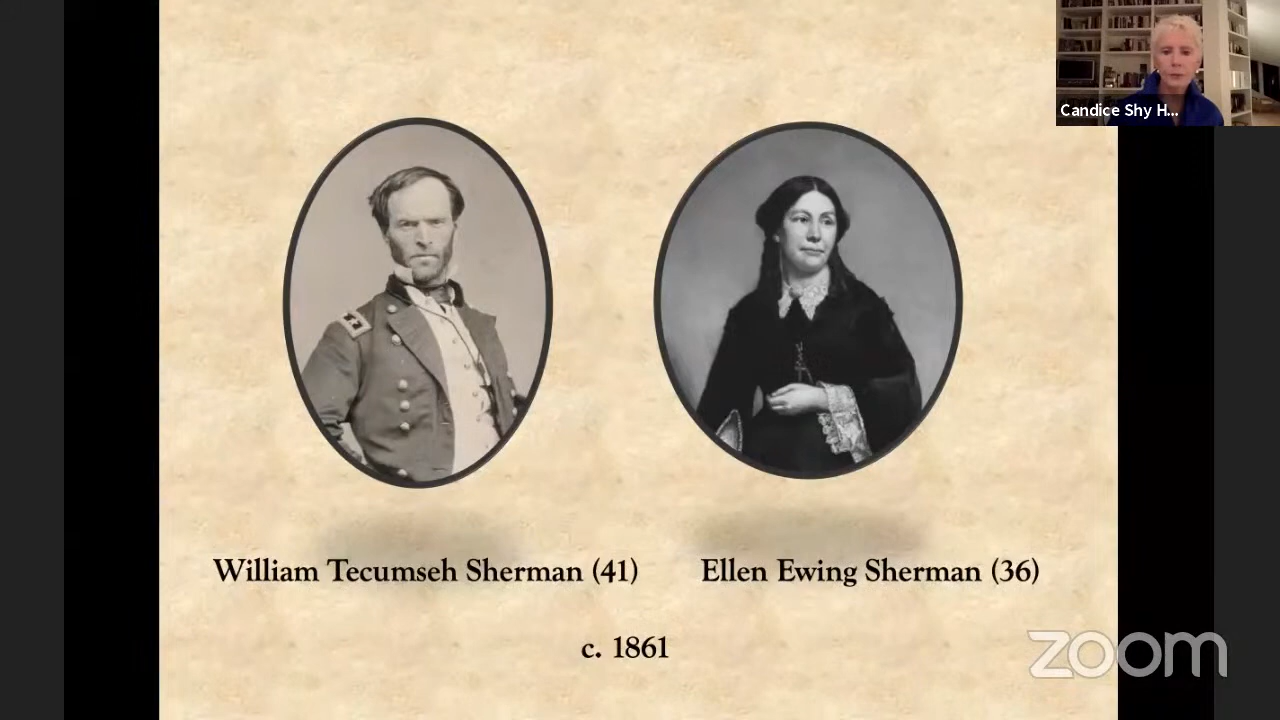 Candice Shy H...
William Tecumseh Sherman (41)
Ellen Ewing Sherman (36)
c. 1861
zoom